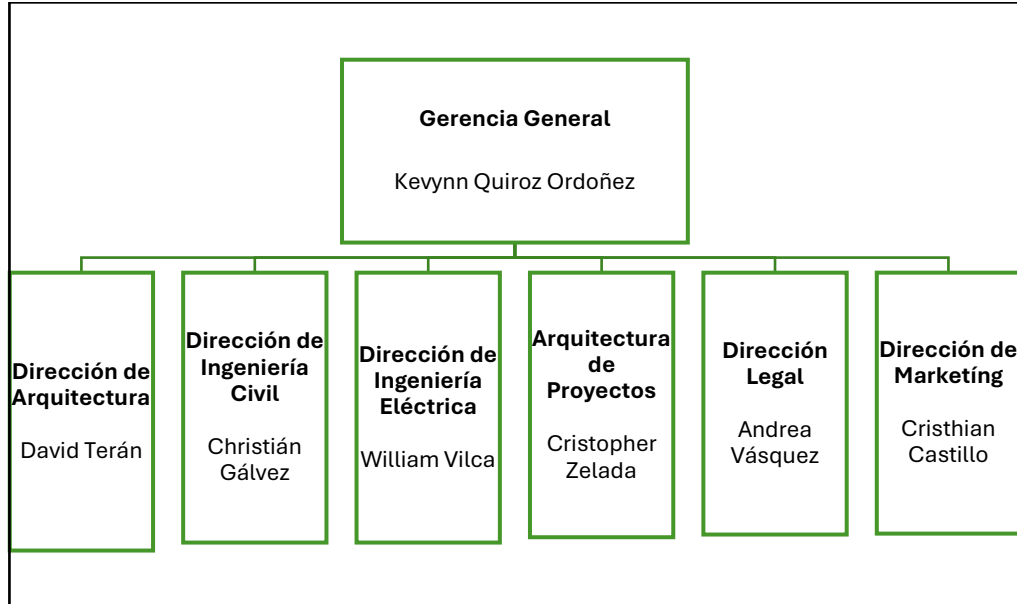 Gerencia General
Kevynn Quiroz Ordoñez
Dirección de
Arquitectura
David Terán
Dirección de
Ingeniería
Civil
Christián
Gálvez
Dirección de
Ingeniería
Eléctrica
William Vilca
Arquitectura
de
Proyectos
Cristopher
Zelada
Dirección
Legal
Andrea
Vásquez
Dirección de
Marketíng
Cristhian
Castillo